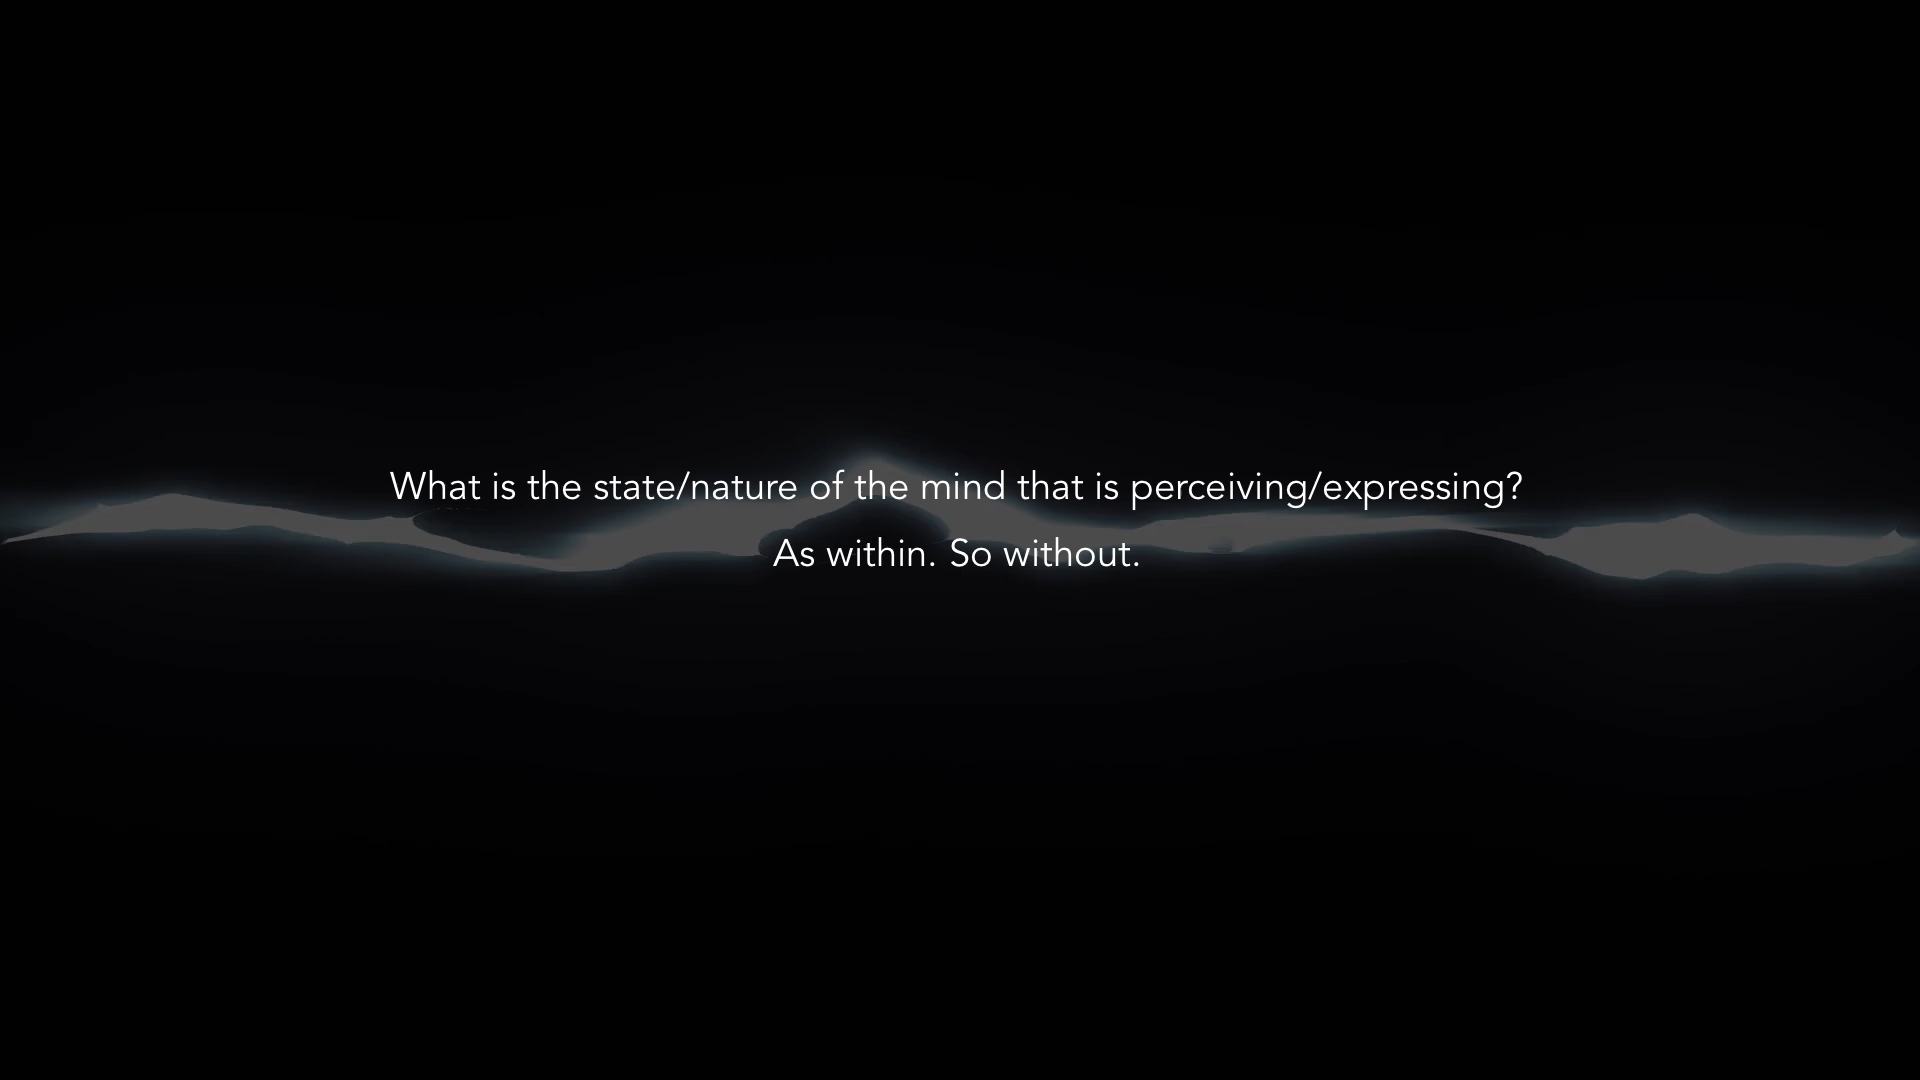 What is the state/nature of the mind that is perceiving/expressing?
As within. So without.